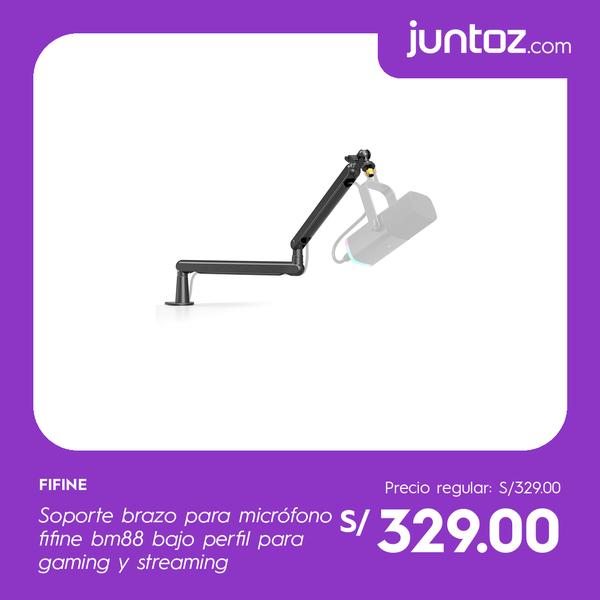 juntoz.com
FIFINE
Soporte brazo para micrófono
fifine bm88 bajo perfil para
gaming y streaming
Precio regular: S/329.00
S/ 329.00